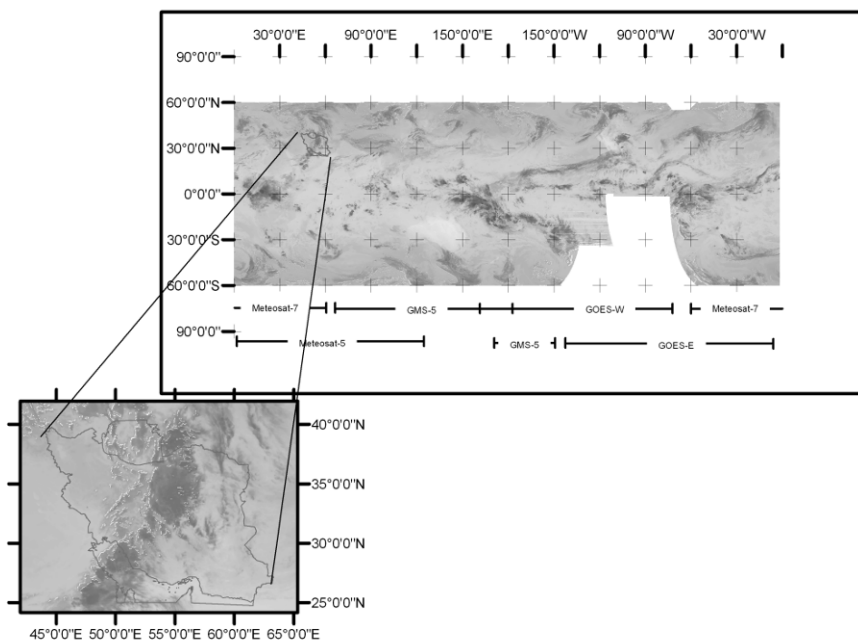 30°0'0"E 90°0'0"E 150°0'0"E 150°0'0"W 90°0'0"W 30°0'0"W
90°0'0"
60°0'0"N
30°0'0"N
0°0'0"
30°0'0"S
60°0'0"S
Meteosat-7 GMS-5 GOES-W Meteosat-7
90°0'0"
Meteosat-5 GMS-5 GOES-E
40°0'0"N
35°0'0"N
30°0'0"N
25°0'0"N
45°0'0"E 50°0'0"E 55°0'0"E 60°0'0"E 65°0'0"E